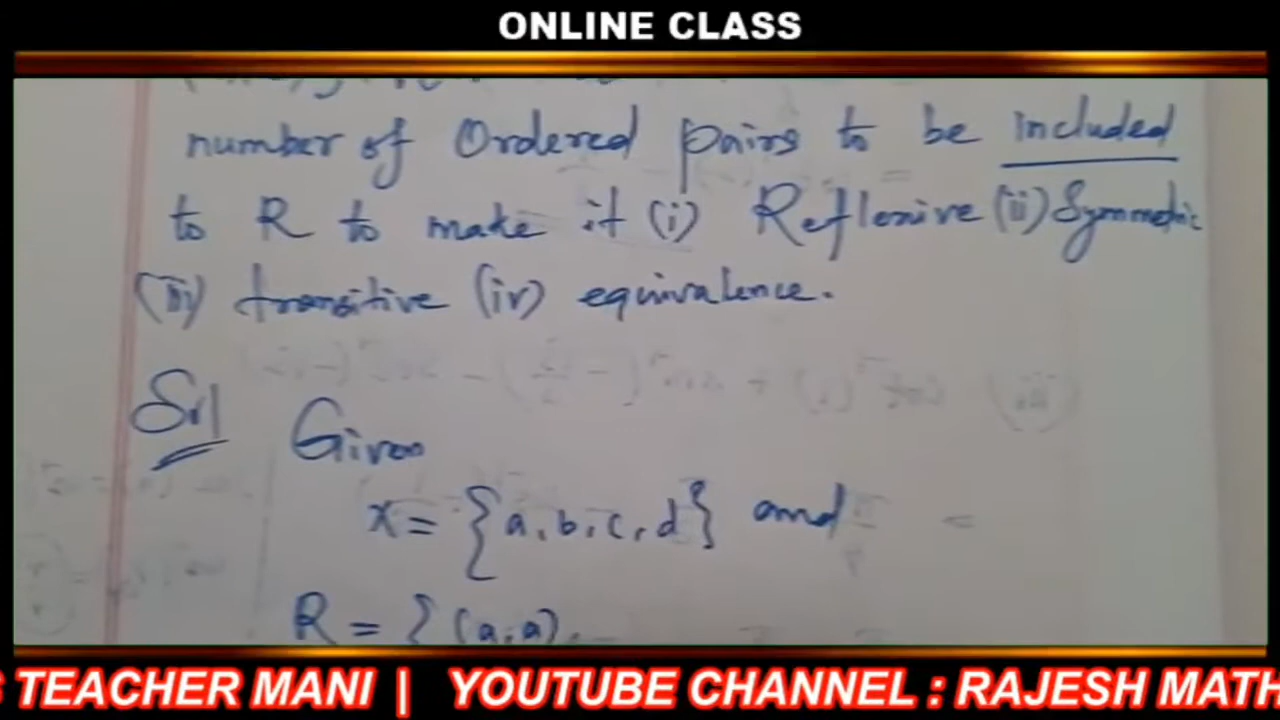 ONLINE CLASS
number of Ordered pairs to be included
to R to make it (i) Reflexive (ii) Symmetric
(iii) transitive (iv) equivalence.
Sol
Given
X = {a, b, c, d} and
R = {(a, a),
TEACHER MANI | YOUTUBE CHANNEL : RAJESH MATH